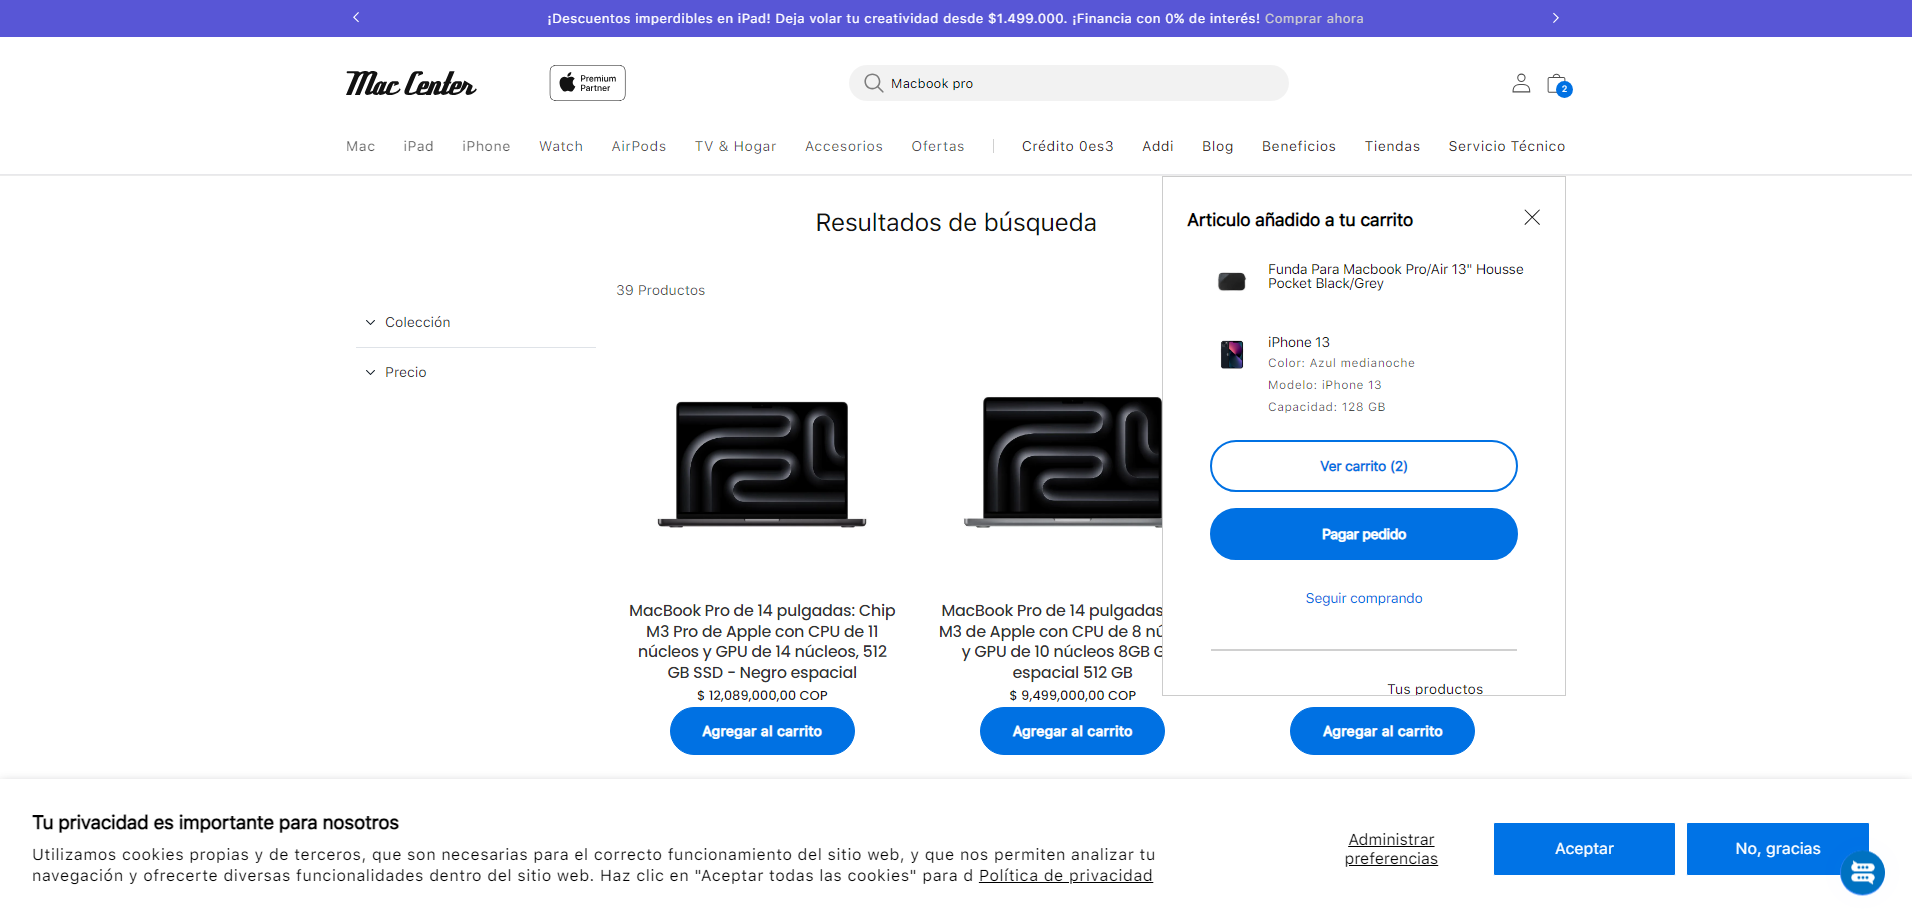 ¡Descuentos imperdibles en iPad! Deja volar tu creatividad desde $1.499.000. ¡Financia con 0% de interés! Comprar ahora
Mac Center
Premium
Partner
Macbook pro
2
Mac iPad iPhone Watch AirPods TV & Hogar Accesorios Ofertas Crédito 0es3 Addi Blog Beneficios Tiendas Servicio Técnico
Resultados de búsqueda
39 Productos
Colección
Precio
Articulo añadido a tu carrito
Funda Para Macbook Pro/Air 13" Housse
Pocket Black/Grey
iPhone 13
Color: Azul medianoche
Modelo: iPhone 13
Capacidad: 128 GB
Ver carrito (2)
Pagar pedido
Seguir comprando
Tus productos
MacBook Pro de 14 pulgadas: Chip
M3 Pro de Apple con CPU de 11
núcleos y GPU de 14 núcleos, 512
GB SSD - Negro espacial
$ 12,089,000,00 COP
Agregar al carrito
MacBook Pro de 14 pulgadas
M3 de Apple con CPU de 8
y GPU de 10 núcleos 8GB
espacial 512 GB
$ 9,499,000,00 COP
Agregar al carrito
Agregar al carrito
Tu privacidad es importante para nosotros
Utilizamos cookies propias y de terceros, que son necesarias para el correcto funcionamiento del sitio web, y que nos permiten analizar tu
navegación y ofrecerte diversas funcionalidades dentro del sitio web. Haz clic en "Aceptar todas las cookies" para d Política de privacidad
Administrar
preferencias
Aceptar
No, gracias